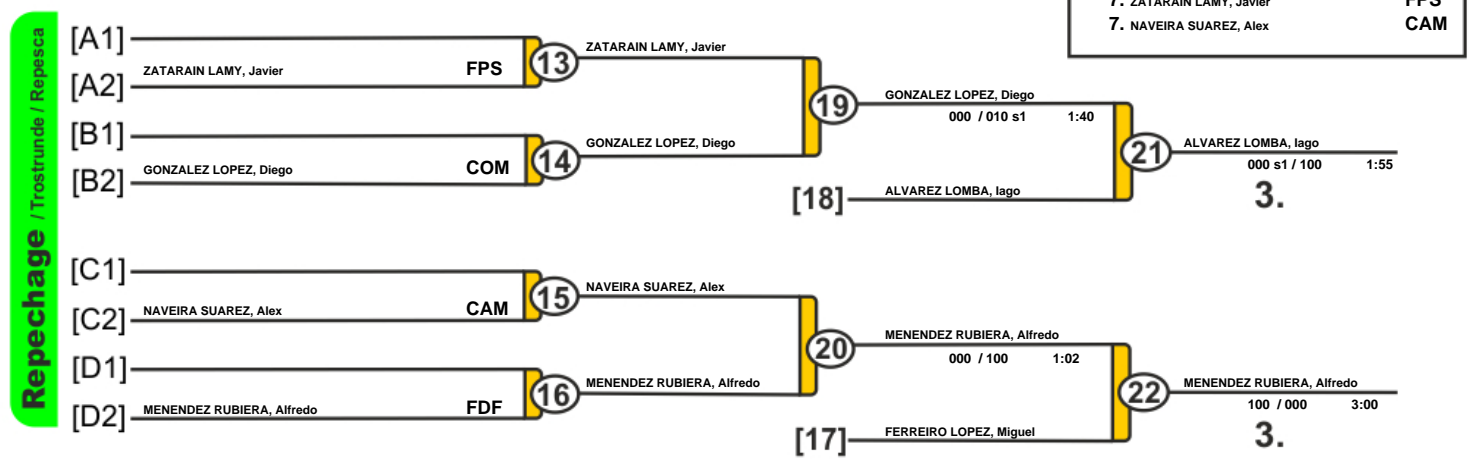 7. ZATARAIN LAMY, Javier FPS
7. NAVEIRA SUAREZ, Alex CAM
Repechage / Trostrunde / Repesca
[A1]
ZATARAIN LAMY, Javier FPS 13 ZATARAIN LAMY, Javier
[A2]
19 GONZALEZ LOPEZ, Diego
000 / 010 s1 1:40
[B1]
GONZALEZ LOPEZ, Diego COM 14 GONZALEZ LOPEZ, Diego
[B2]
21 ALVAREZ LOMBA, Iago
000 s1 / 100 1:55
[18] ALVAREZ LOMBA, Iago
3.
[C1]
NAVEIRA SUAREZ, Alex CAM 15 NAVEIRA SUAREZ, Alex
[C2]
20 MENENDEZ RUBIERA, Alfredo
000 / 100 1:02
[D1]
MENENDEZ RUBIERA, Alfredo FDF 16 MENENDEZ RUBIERA, Alfredo
[D2]
22 MENENDEZ RUBIERA, Alfredo
100 / 000 3:00
[17] FERREIRO LOPEZ, Miguel
3.